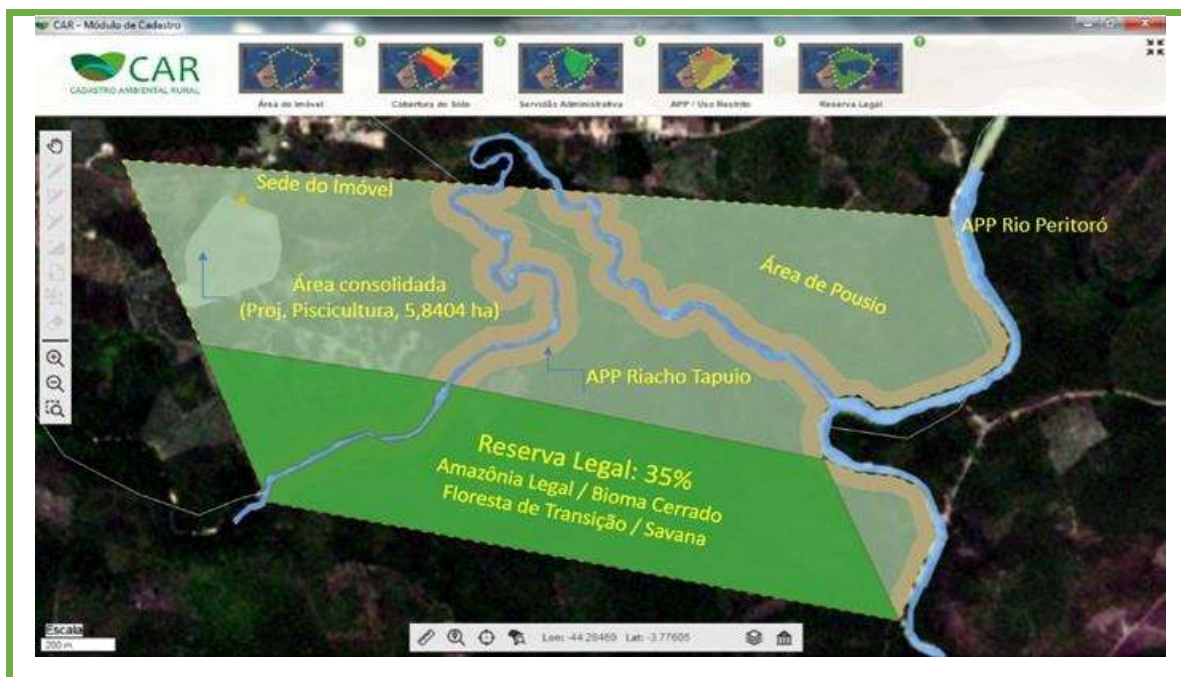 CAR - Módulo de Cadastro
CAR
CADASTRO AMBIENTAL RURAL
Área do Imóvel
Cobertura do Solo
Servidão Administrativa
APP / Uso Restrito
Reserva Legal
Sede do Imóvel
APP Rio Peritoró
Área de Pousio
Área consolidada
(Proj. Piscicultura, 5,8404 ha)
APP Riacho Tapuio
Reserva Legal: 35%
Amazônia Legal / Bioma Cerrado
Floresta de Transição / Savana
Escala
200 m
Lon: -44.28469 Lat: -3.77605